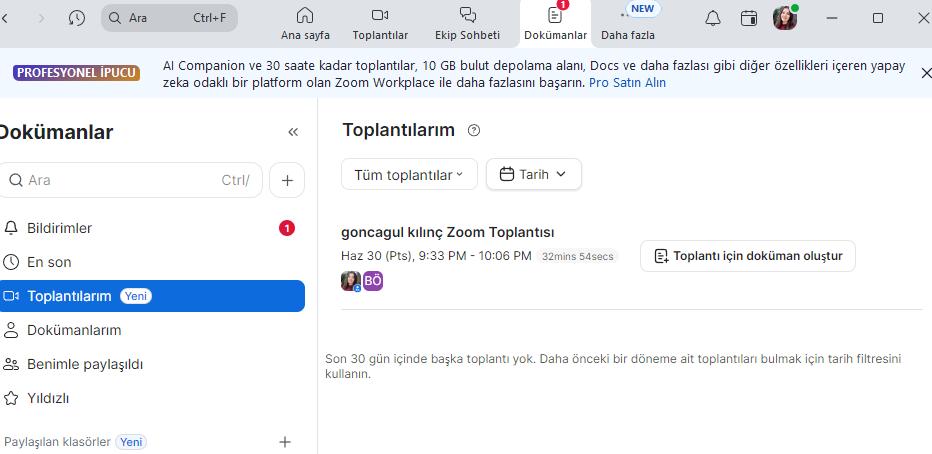 Ara Ctrl+F
Ana sayfa
Toplantılar
Ekip Sohbeti
1
Dokümanlar
NEW
Daha fazla
PROFESYONEL İPUCU
AI Companion ve 30 saate kadar toplantılar, 10 GB bulut depolama alanı, Docs ve daha fazlası gibi diğer özellikleri içeren yapay
zeka odaklı bir platform olan Zoom Workplace ile daha fazlasını başarın. Pro Satın Alın
Dokümanlar
Ara Ctrl/
Bildirimler 1
En son
Toplantılarım Yeni
Dokümanlarım
Benimle paylaşıldı
Yıldızlı
Paylaşılan klasörler Yeni
Toplantılarım
Tüm toplantılar
Tarih
goncagul kılınç Zoom Toplantısı
Haz 30 (Pts), 9:33 PM - 10:06 PM 32mins 54secs
BÖ
Toplantı için doküman oluştur
Son 30 gün içinde başka toplantı yok. Daha önceki bir döneme ait toplantıları bulmak için tarih filtresini
kullanın.